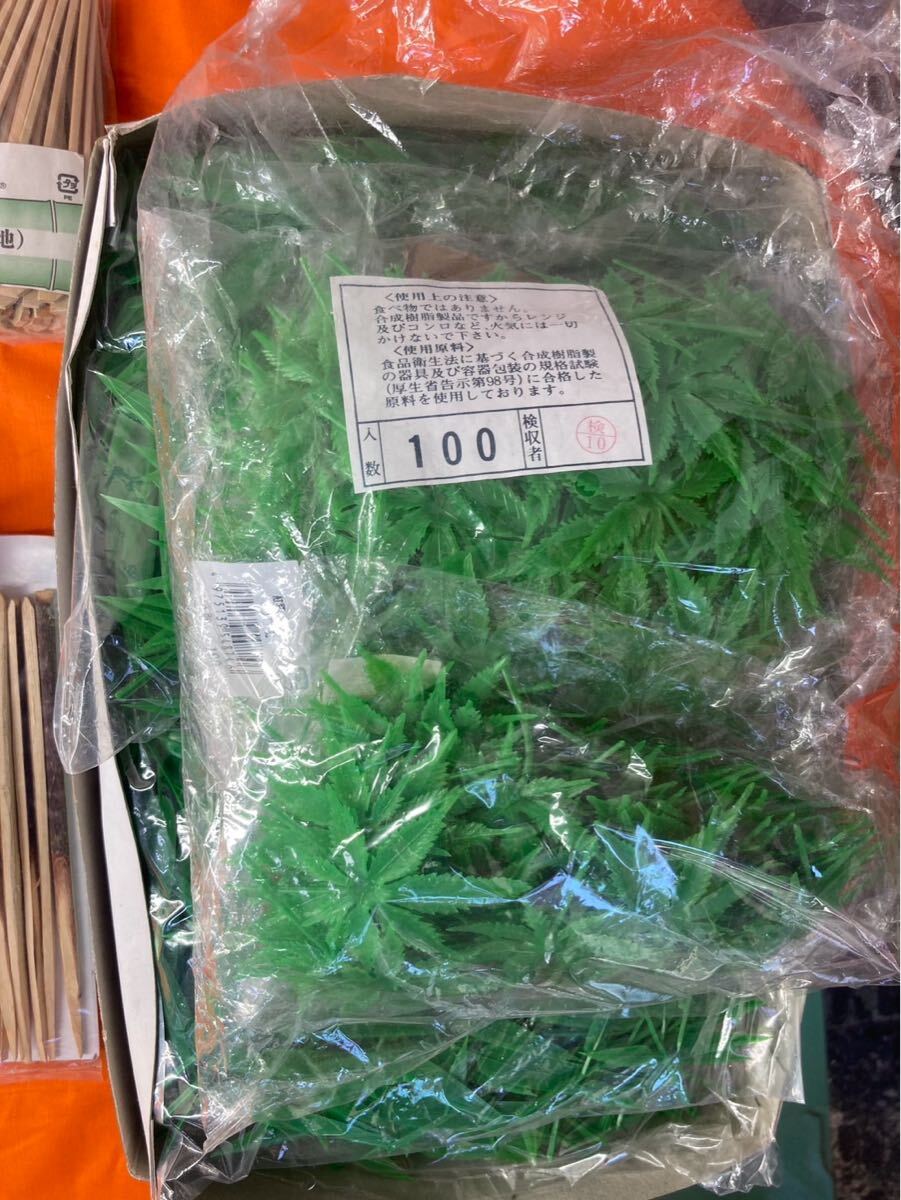 <使用上の注意>
食べ物ではありません。
合成樹脂製品ですからレンジ
及びコンロなど、火気には一切
かけないで下さい。
<使用原料>
食品衛生法に基づく合成樹脂製
の器具及び容器包装の規格試験
(厚生省告示第98号)に合格した
原料を使用しております。
入数
100
検収者
検
10
®
PE
地)